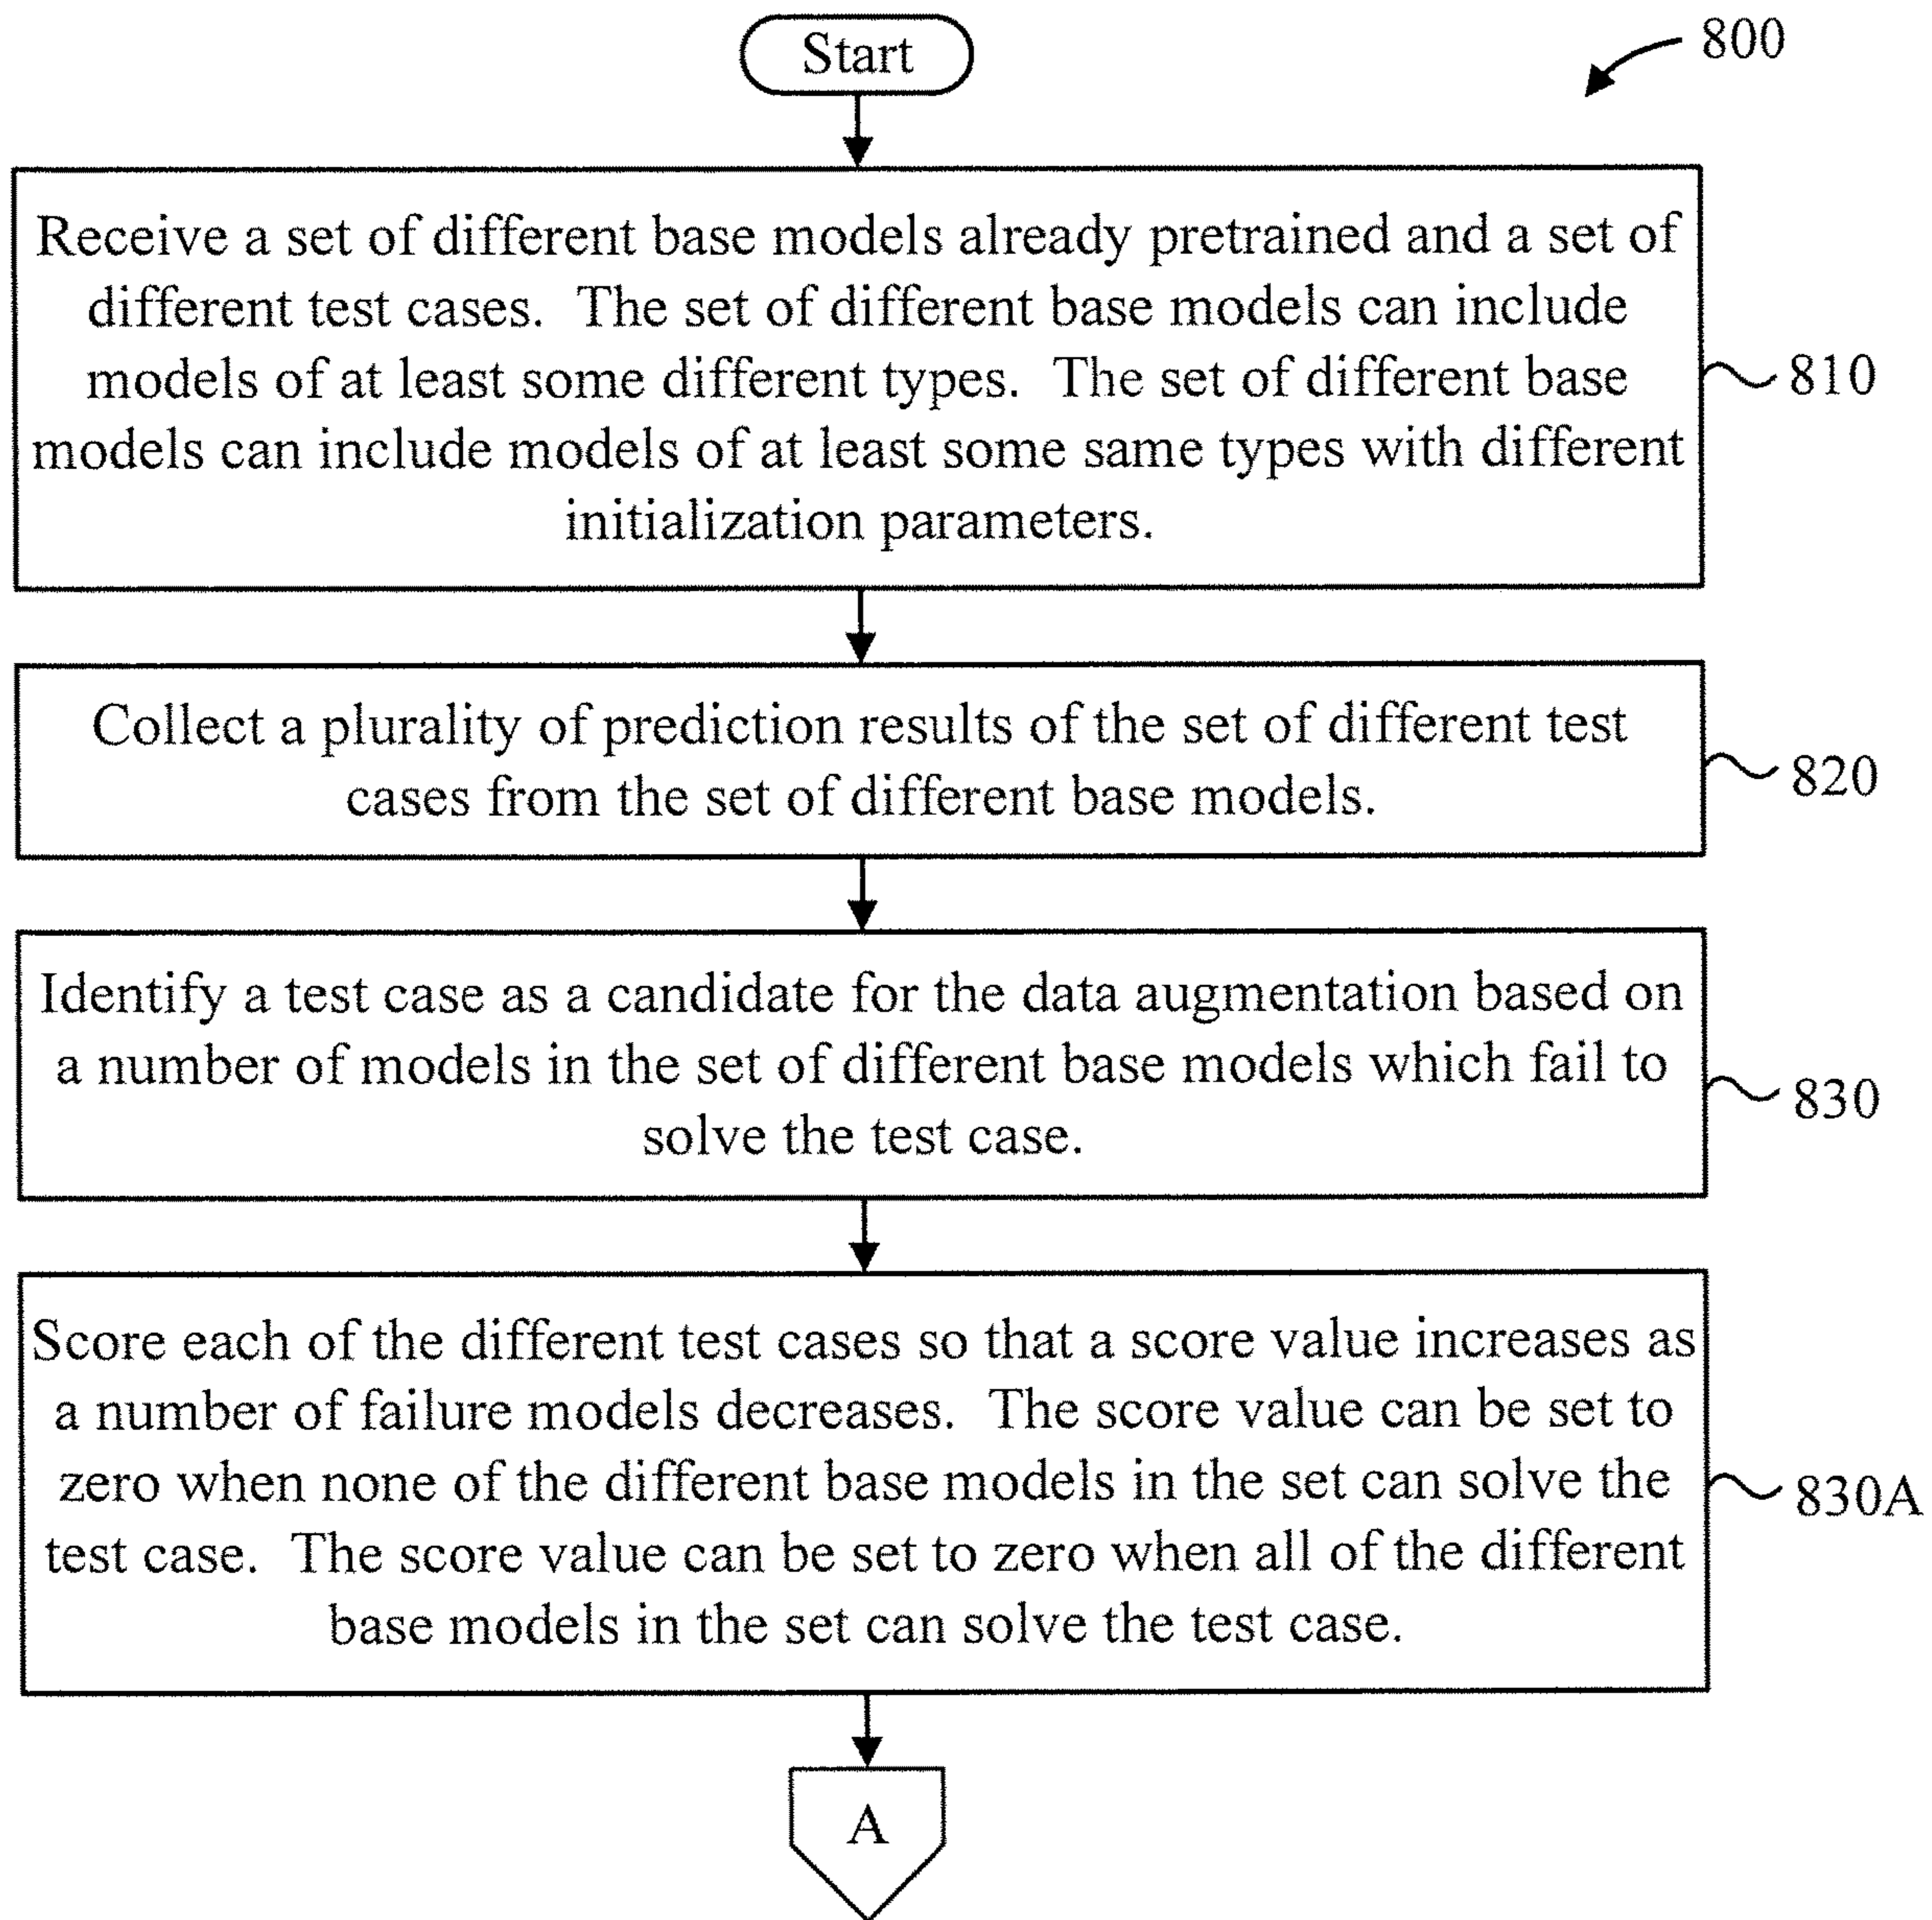 Start
800
Receive a set of different base models already pretrained and a set of
different test cases. The set of different base models can include
models of at least some different types. The set of different base
models can include models of at least some same types with different
initialization parameters.
810
Collect a plurality of prediction results of the set of different test
cases from the set of different base models.
820
Identify a test case as a candidate for the data augmentation based on
a number of models in the set of different base models which fail to
solve the test case.
830
Score each of the different test cases so that a score value increases as
a number of failure models decreases. The score value can be set to
zero when none of the different base models in the set can solve the
test case. The score value can be set to zero when all of the different
base models in the set can solve the test case.
830A
A